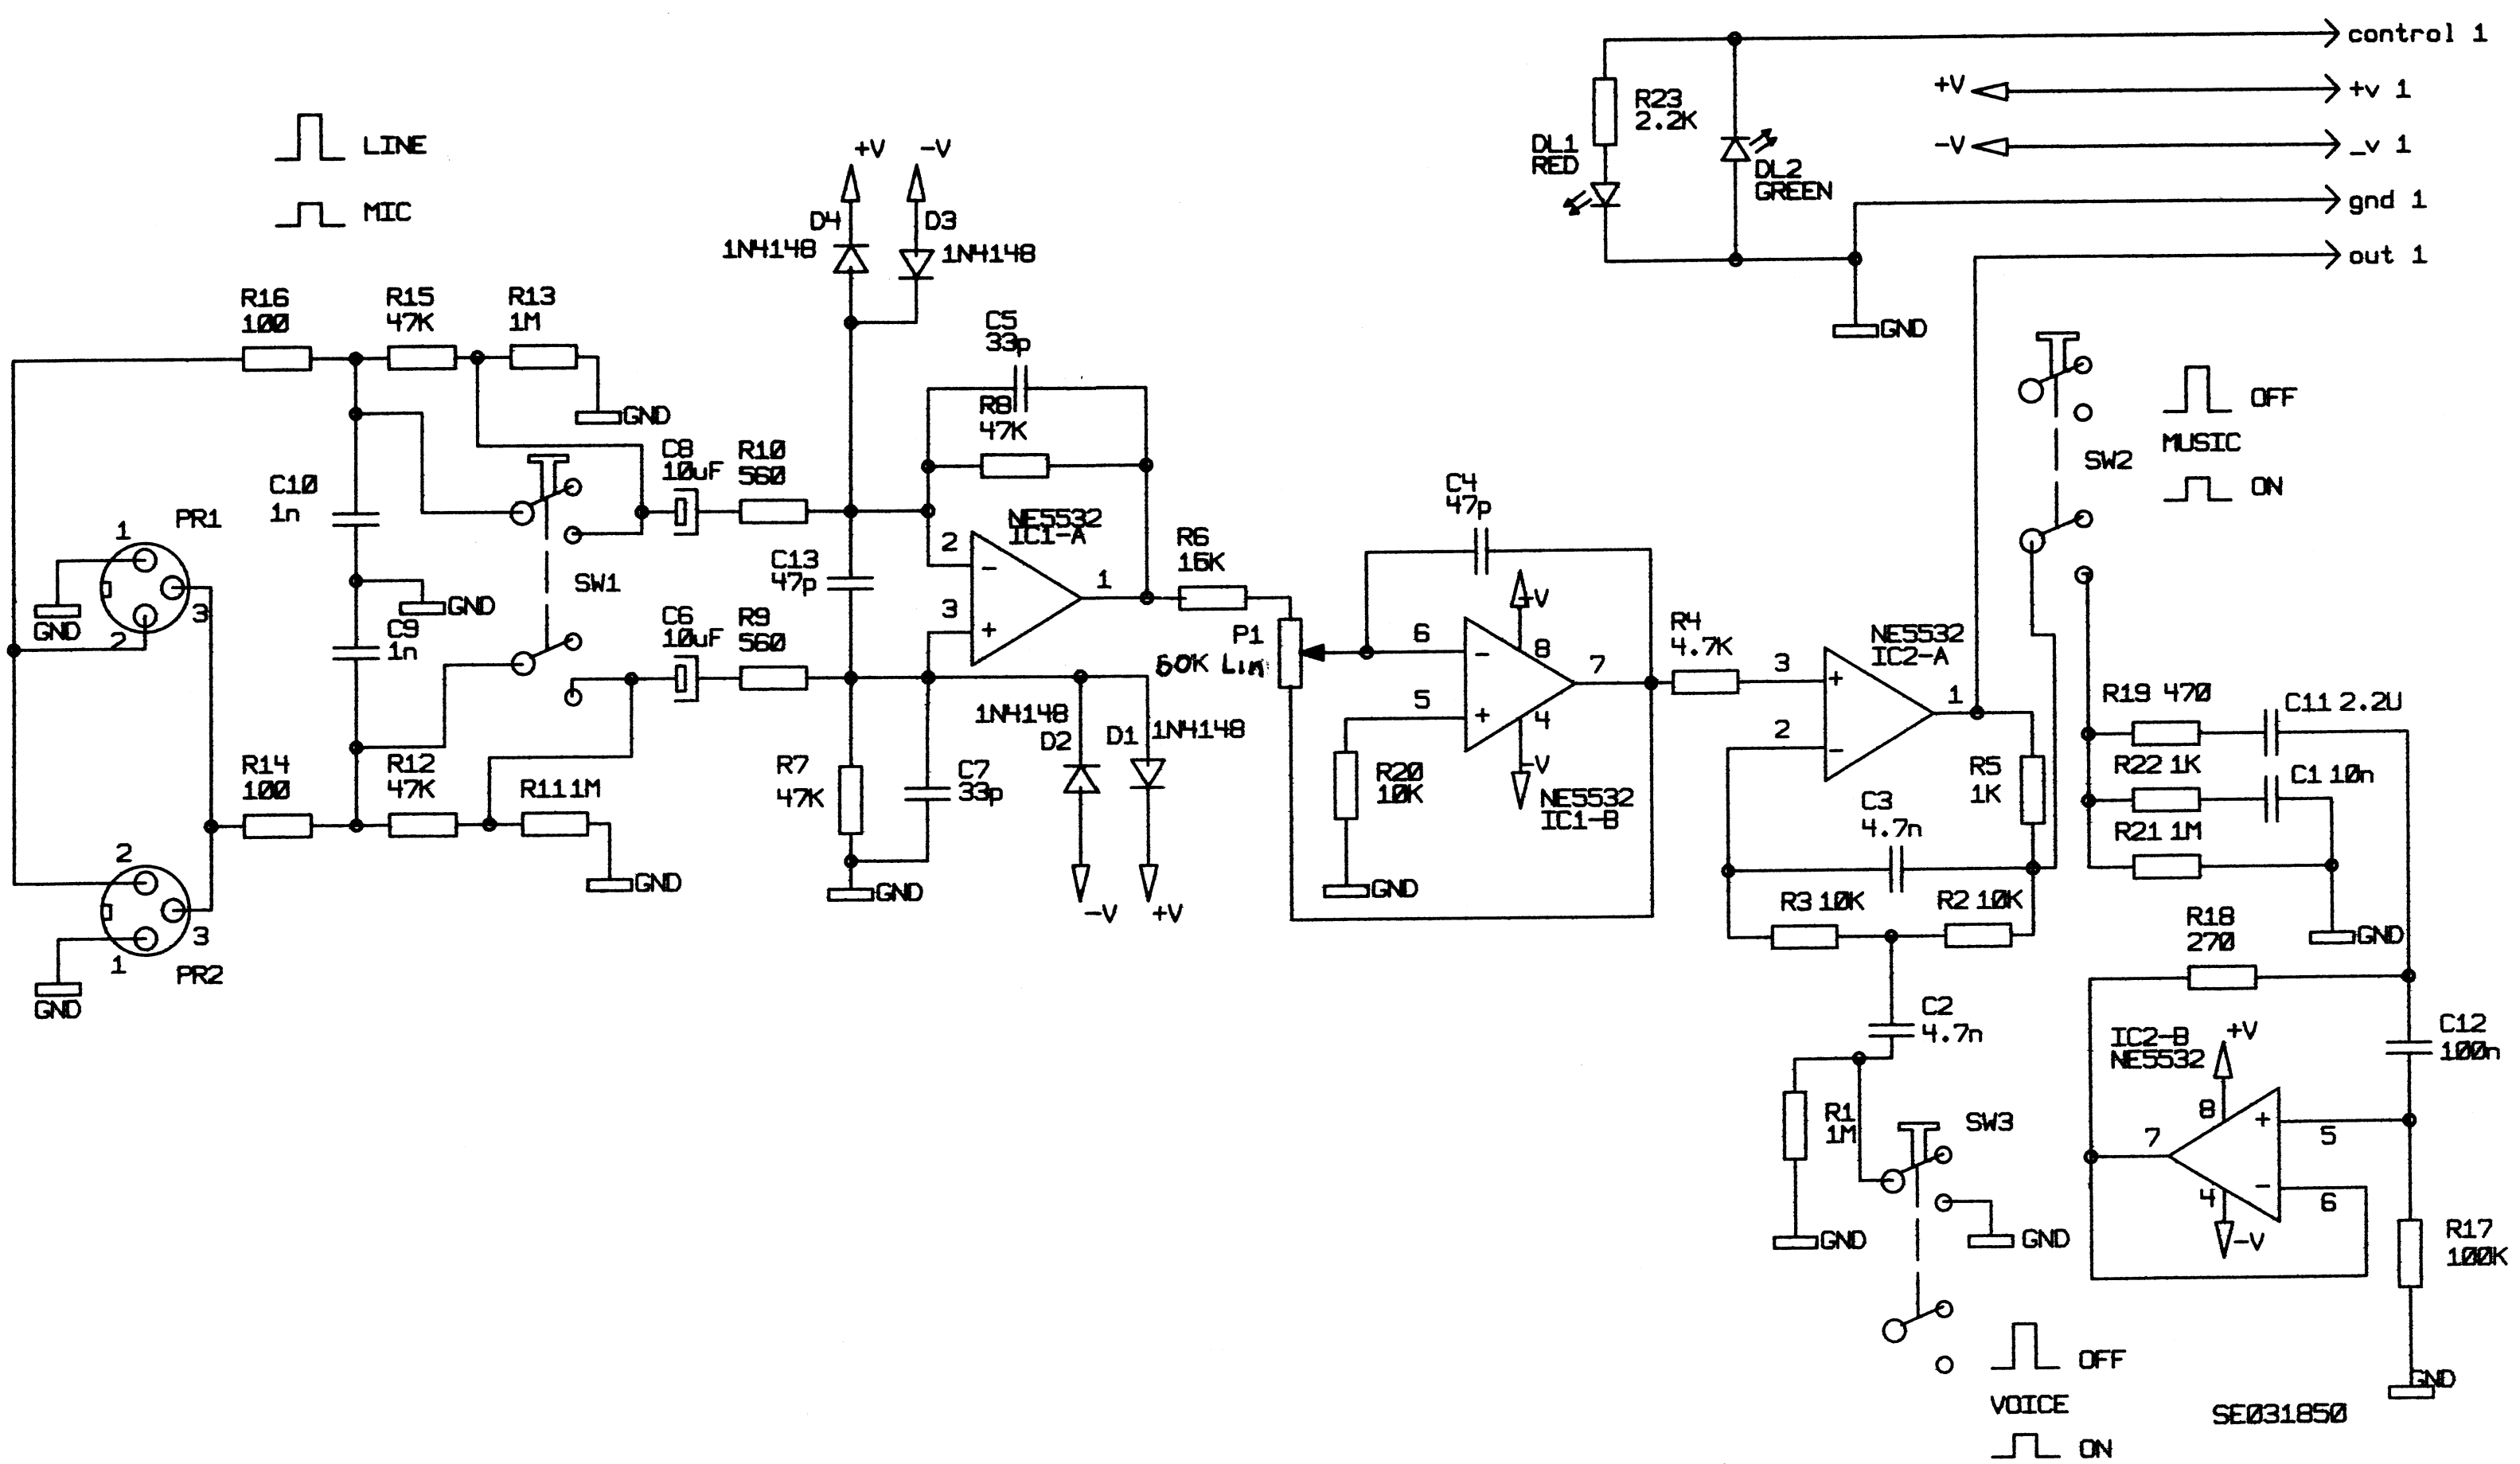 control 1
+V
+v 1
-V
_v 1
gnd 1
out 1
R23
2.2K
DL1
RED
DL2
GREEN
GND
LINE
MIC
+V
-V
D4
1N4148
D3
1N4148
R16
100
R15
47K
R13
1M
GND
C5
33p
R8
47K
C8
10uF
R10
560
C10
1n
PR1
1
2
3
GND
GND
SW1
C9
1n
C13
47p
C6
10uF
R9
560
NE5532
IC1-A
2
-
3
+
1
R6
16K
C4
47p
P1
Lin
6
-
5
+
8
4
-V
7
NE5532
IC1-B
R20
10K
GND
R4
4.7K
NE5532
IC2-A
3
+
2
-
1
R5
1K
C3
4.7n
R3 10K
R2 10K
C2
4.7n
R1
1M
GND
SW3
GND
OFF
VOICE
ON
OFF
MUSIC
ON
SW2
R19 470
C11 2.2U
R22 1K
C1 10n
R21 1M
GND
R18
270
IC2-B
NE5532
+V
8
+
5
7
4
-
6
-V
C12
100n
R17
100K
GND
SE031850
R14
100
R12
47K
R11 1M
GND
2
3
1
PR2
GND
R7
47K
C7
33p
GND
1N4148
D2
D1
1N4148
-V
+V